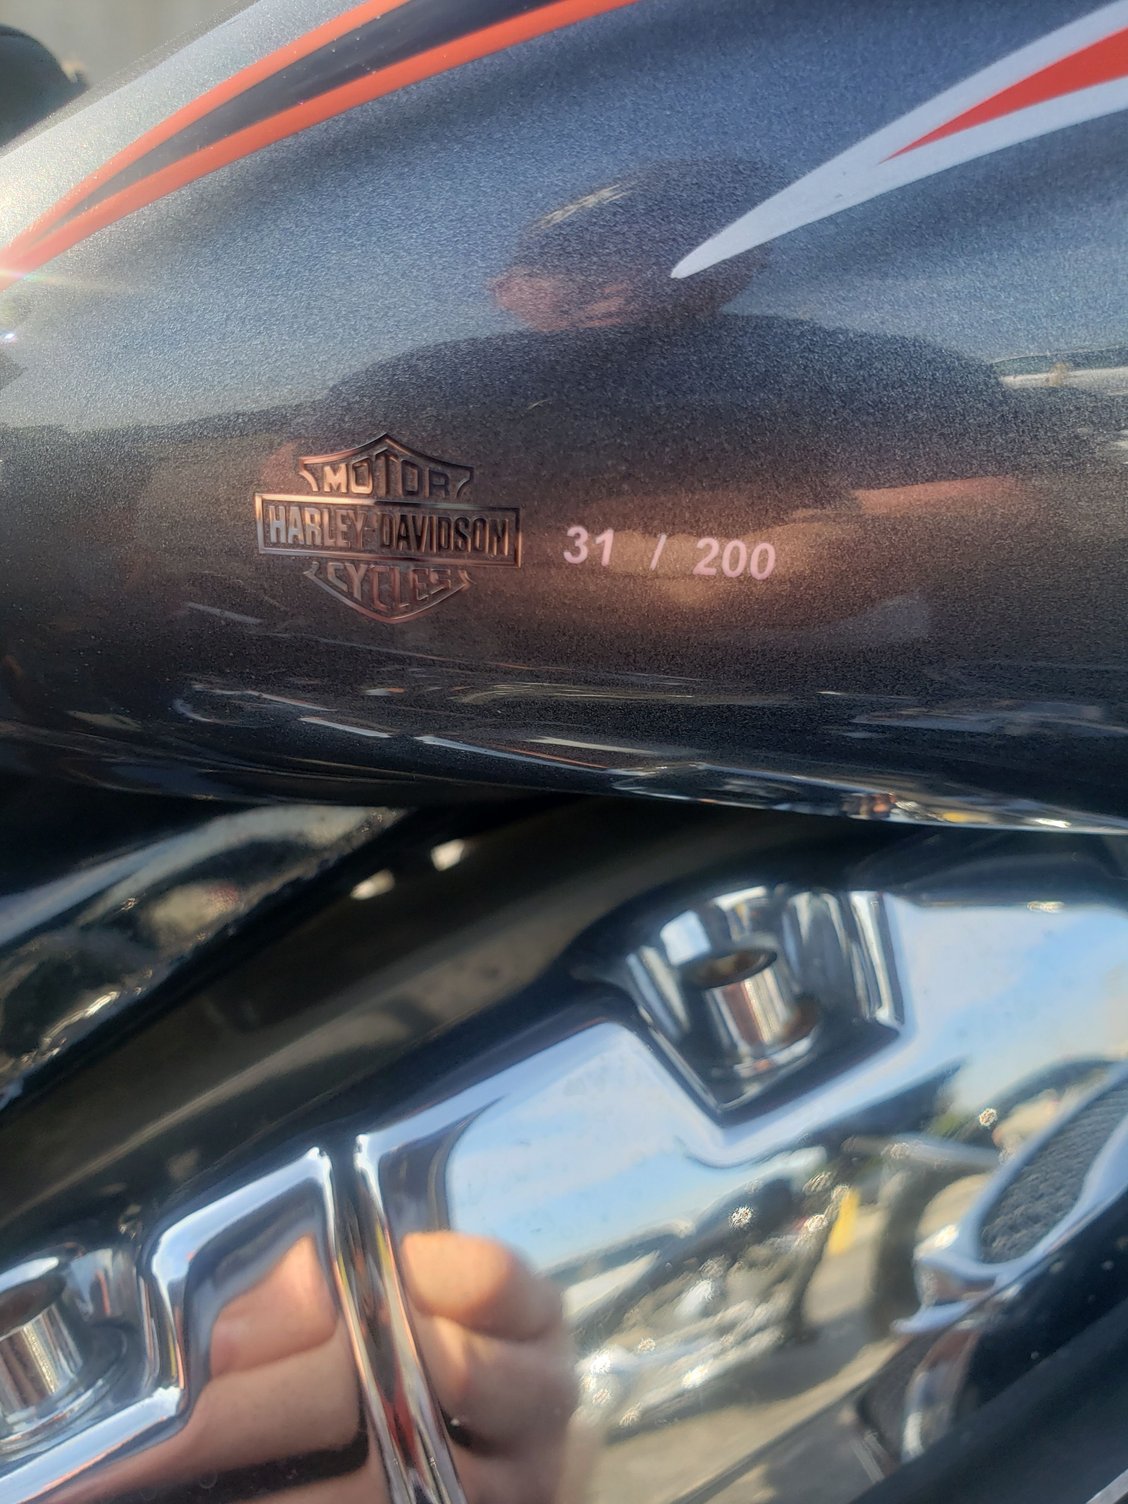 MOTOR
HARLEY-DAVIDSON
CYCLES
31 / 200